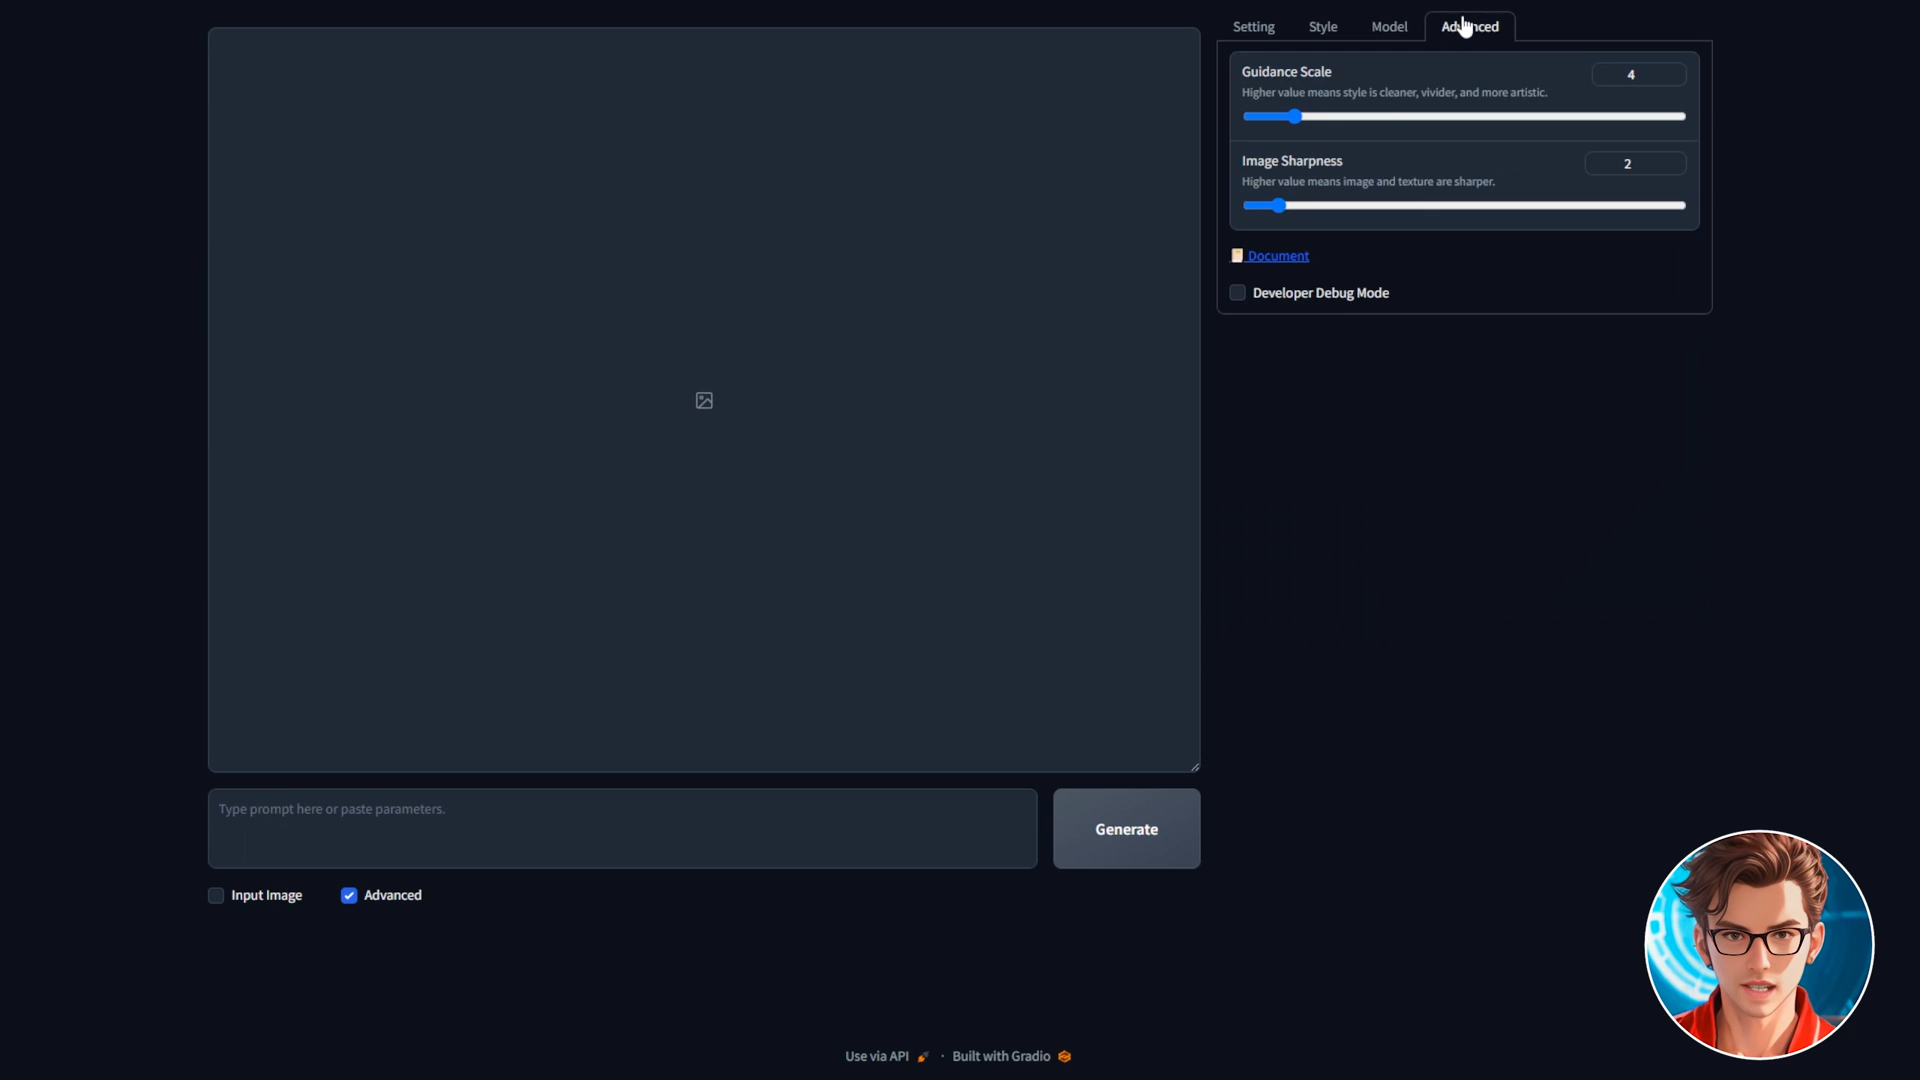 Setting Style Model Advanced
Guidance Scale 4
Higher value means style is cleaner, vivider, and more artistic.
Image Sharpness 2
Higher value means image and texture are sharper.
Document
Developer Debug Mode
Type prompt here or paste parameters.
Generate
Input Image Advanced
Use via API · Built with Gradio